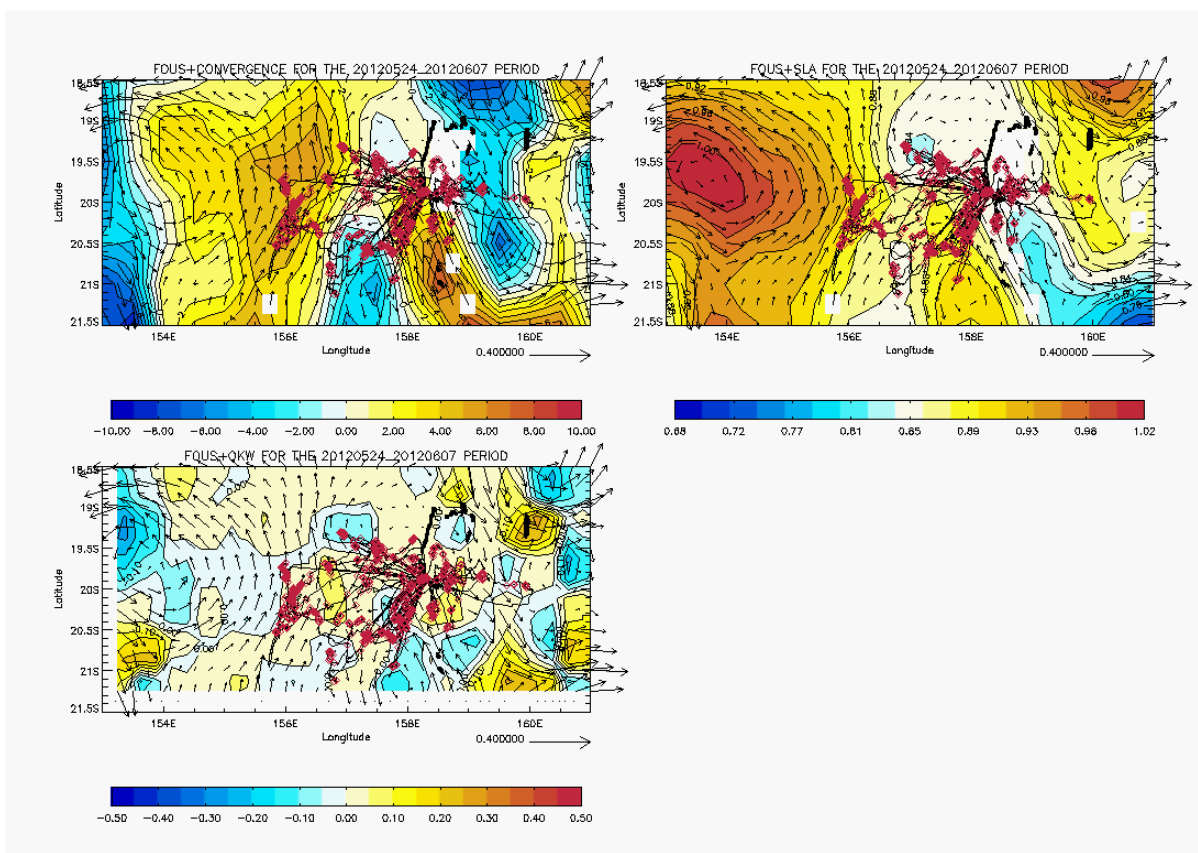 FOUS+CONVERGENCE FOR THE 20120524_20120607 PERIOD
18.5S
19S
19.5S
20S
20.5S
21S
21.5S
Latitude
154E 156E 158E 160E
Longitude
0.400000
-10.00 -8.00 -6.00 -4.00 -2.00 0.00 2.00 4.00 6.00 8.00 10.00
FOUS+SLA FOR THE 20120524_20120607 PERIOD
18.5S
19S
19.5S
20S
20.5S
21S
21.5S
Latitude
154E 156E 158E 160E
Longitude
0.400000
0.68 0.72 0.77 0.81 0.85 0.89 0.93 0.98 1.02
FOUS+OKW FOR THE 20120524_20120607 PERIOD
18.5S
19S
19.5S
20S
20.5S
21S
21.5S
Latitude
154E 156E 158E 160E
Longitude
0.400000
-0.50 -0.40 -0.30 -0.20 -0.10 0.00 0.10 0.20 0.30 0.40 0.50